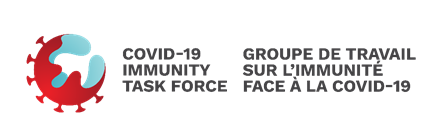 COVID-19
IMMUNITY
TASK FORCE
GROUPE DE TRAVAIL
SUR L'IMMUNITÉ
FACE À LA COVID-19